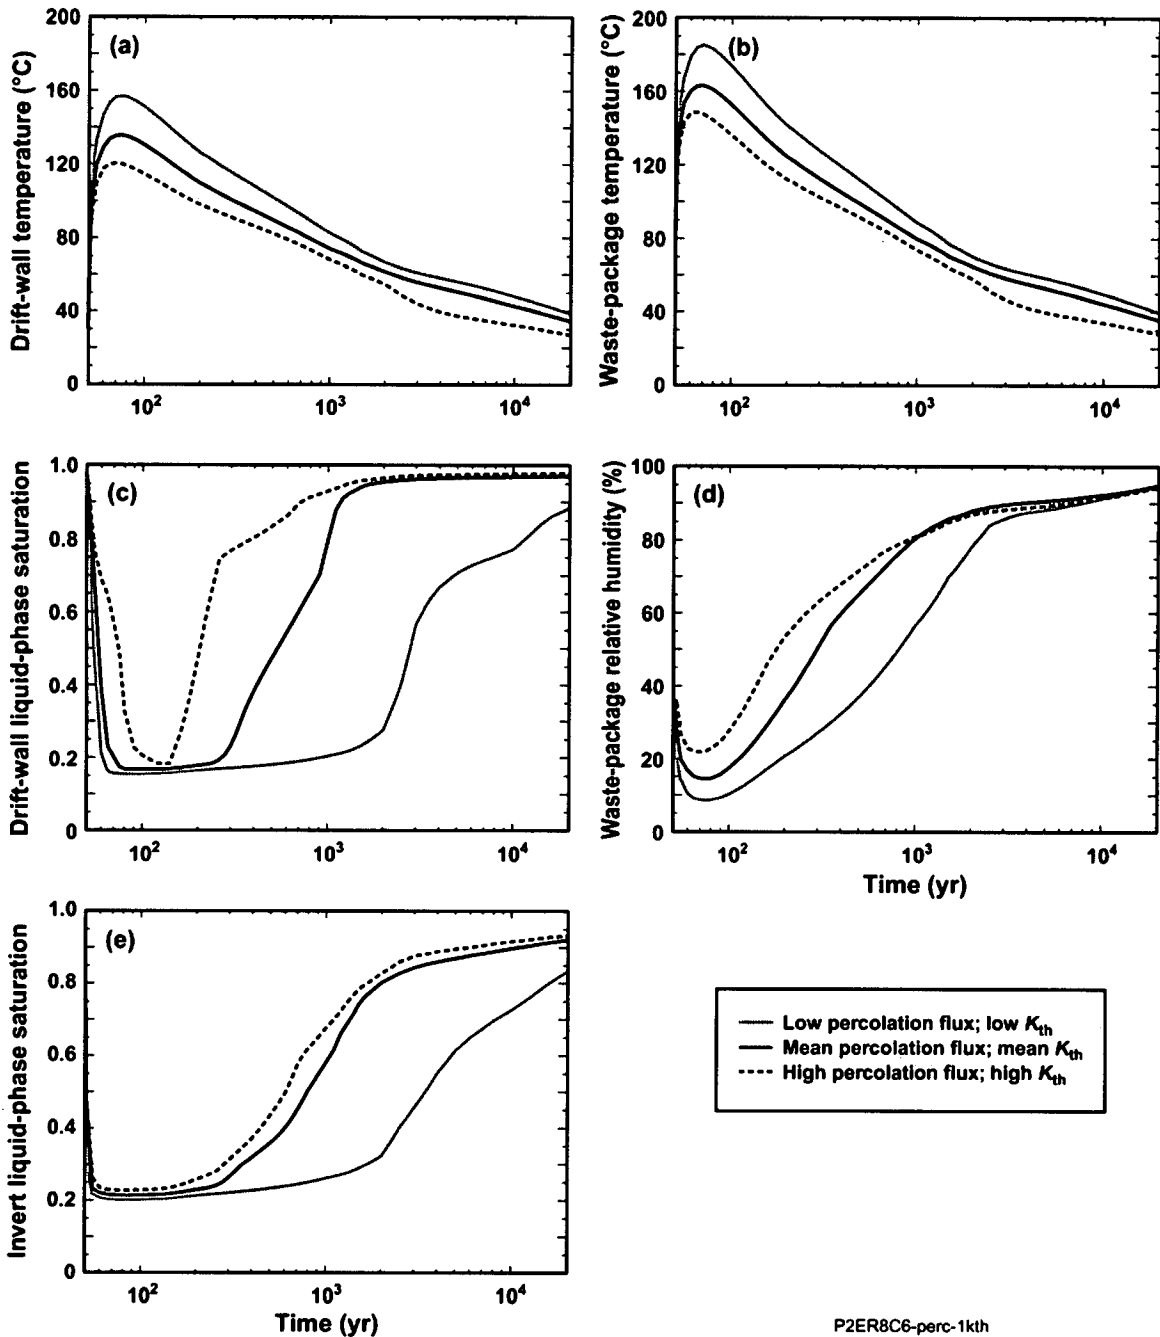 (a)
Drift-wall temperature (°C)
200
160
120
80
40
0
10²
10³
10⁴
(b)
Waste-package temperature (°C)
200
160
120
80
40
0
10²
10³
10⁴
(c)
Drift-wall liquid-phase saturation
1.0
0.8
0.6
0.4
0.2
0
10²
10³
10⁴
(d)
Waste-package relative humidity (%)
100
80
60
40
20
0
10²
10³
10⁴
Time (yr)
(e)
Invert liquid-phase saturation
1.0
0.8
0.6
0.4
0.2
0
10²
10³
10⁴
Time (yr)
Low percolation flux; low Kth
Mean percolation flux; mean Kth
High percolation flux; high Kth
P2ER8C6-perc-1kth